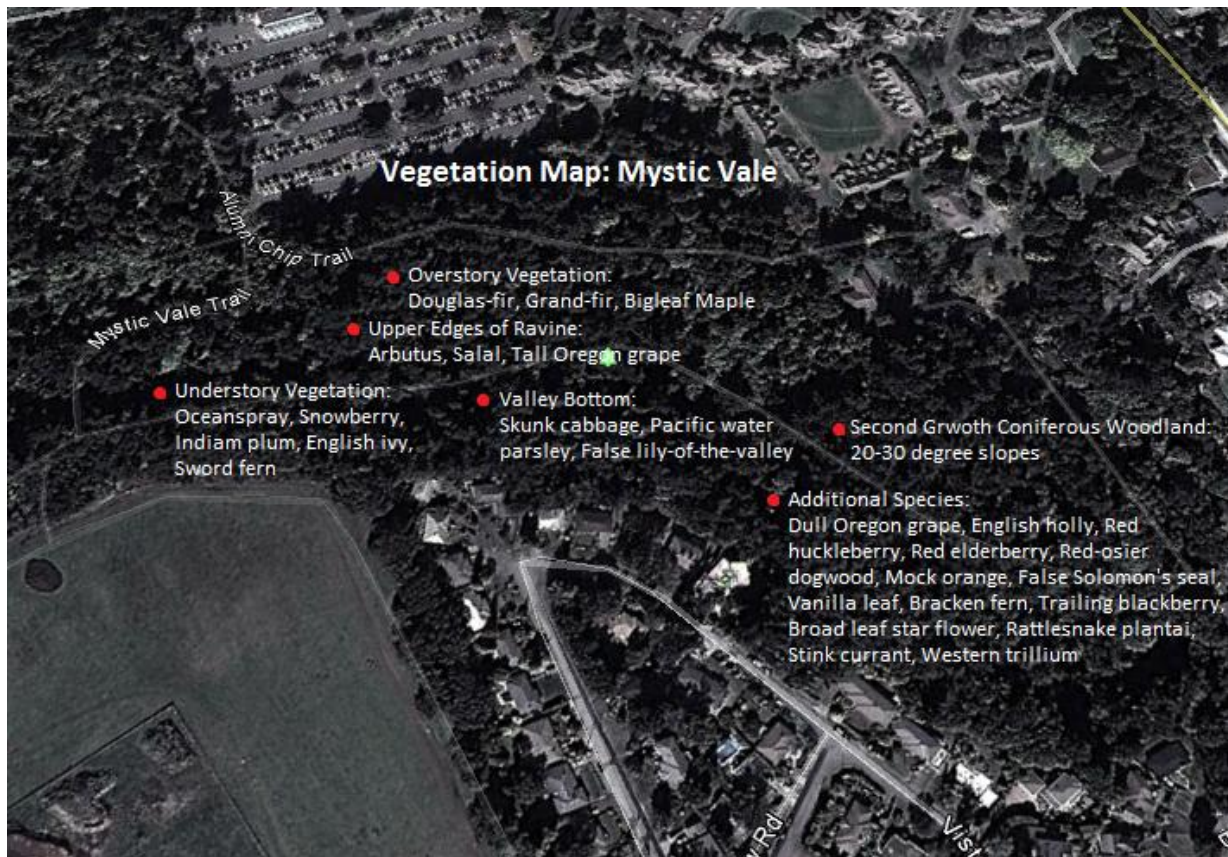 Vegetation Map: Mystic Vale
Alumni Chip Trail
Mystic Vale Trail
Overstory Vegetation:
Douglas-fir, Grand-fir, Bigleaf Maple
Upper Edges of Ravine:
Arbutus, Salal, Tall Oregon grape
Understory Vegetation:
Oceanspray, Snowberry,
Indiam plum, English ivy,
Sword fern
Valley Bottom:
Skunk cabbage, Pacific water
parsley, False lily-of-the-valley
Second Grwoth Coniferous Woodland:
20-30 degree slopes
Additional Species:
Dull Oregon grape, English holly, Red
huckleberry, Red elderberry, Red-osier
dogwood, Mock orange, False Solomon's seal,
Vanilla leaf, Bracken fern, Trailing blackberry,
Broad leaf star flower, Rattlesnake plantai,
Stink currant, Western trillium
Rd
Vist